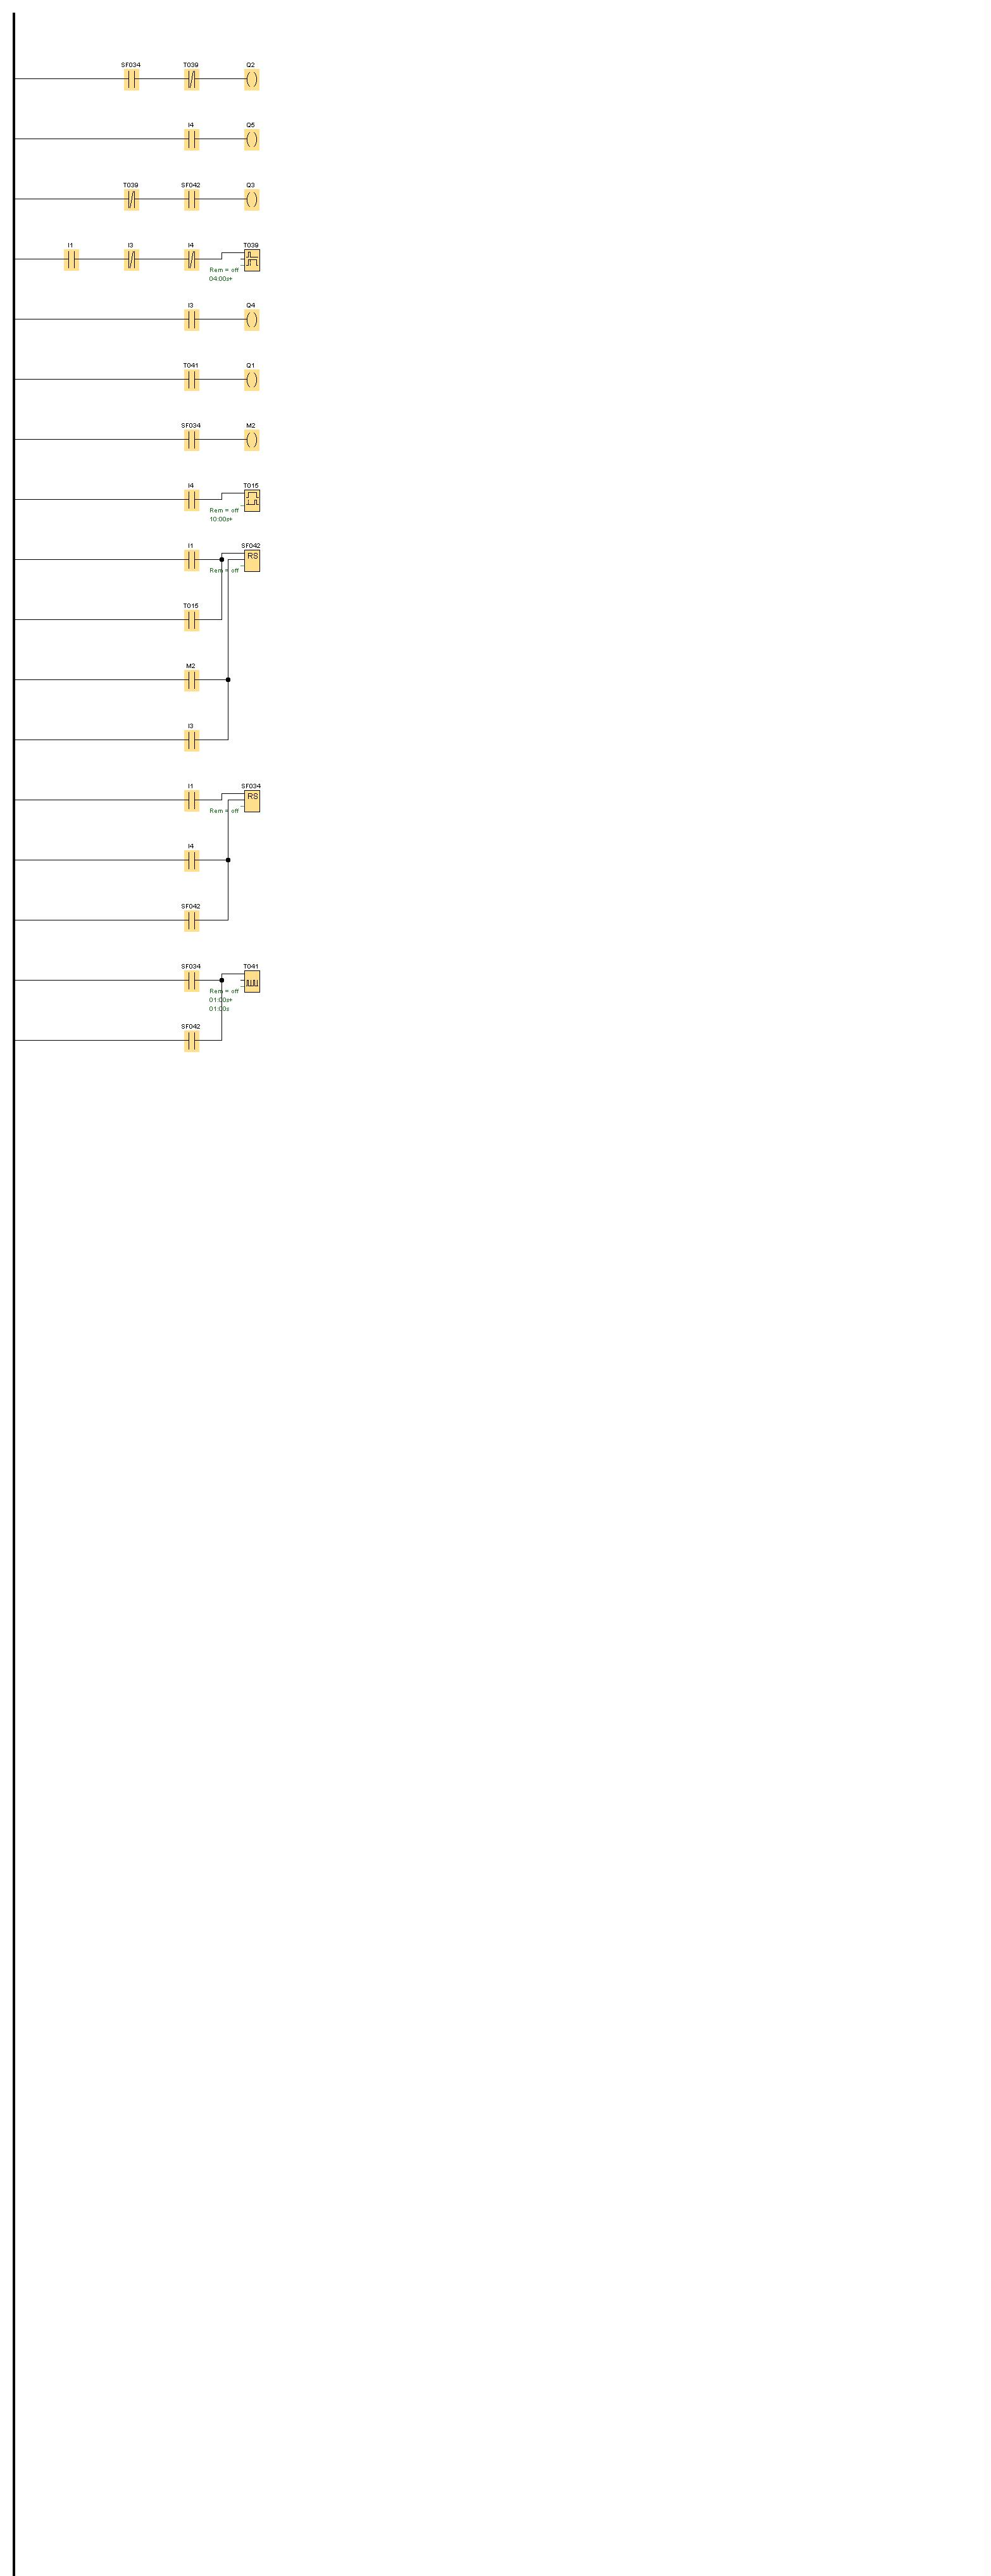 SF034 T039 Q2
I4 Q5
T039 SF042 Q3
I1 I3 I4 T039
Rem = off
04:00s+
I3 Q4
T041 Q1
SF034 M2
I4 T015
Rem = off
10:00s+
I1 SF042
RS
Rem = off
T015
M2
I3
I1 SF034
RS
Rem = off
I4
SF042
SF034 T041
Rem = off
01:00s+
01:00s
SF042